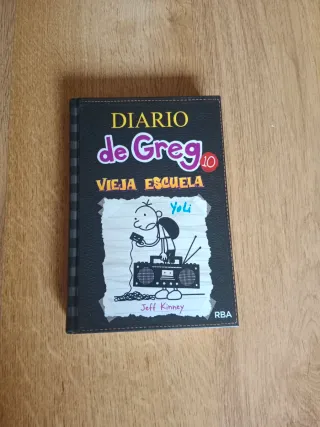 DIARIO
de Greg 10
VIEJA ESCUELA
Yoli
Jeff Kinney
RBA